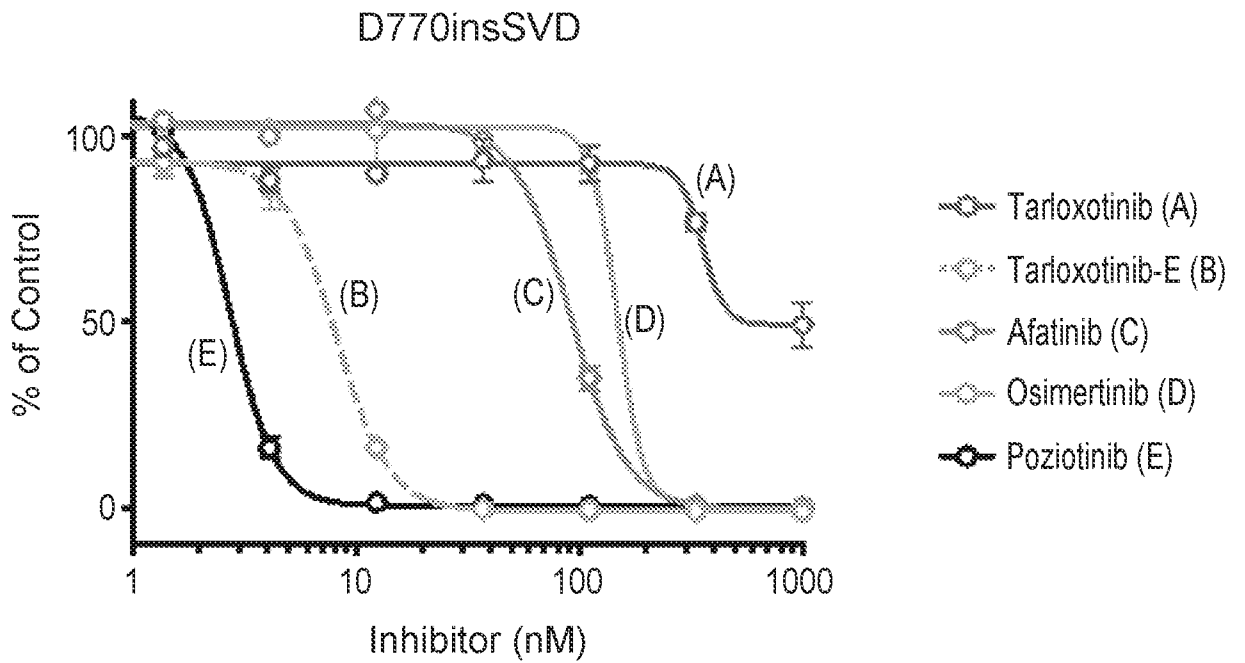 D770insSVD
% of Control
100
50
0
1
10
100
1000
Inhibitor (nM)
(A)
(B)
(C)
(D)
(E)
Tarloxotinib (A)
Tarloxotinib-E (B)
Afatinib (C)
Osimertinib (D)
Poziotinib (E)